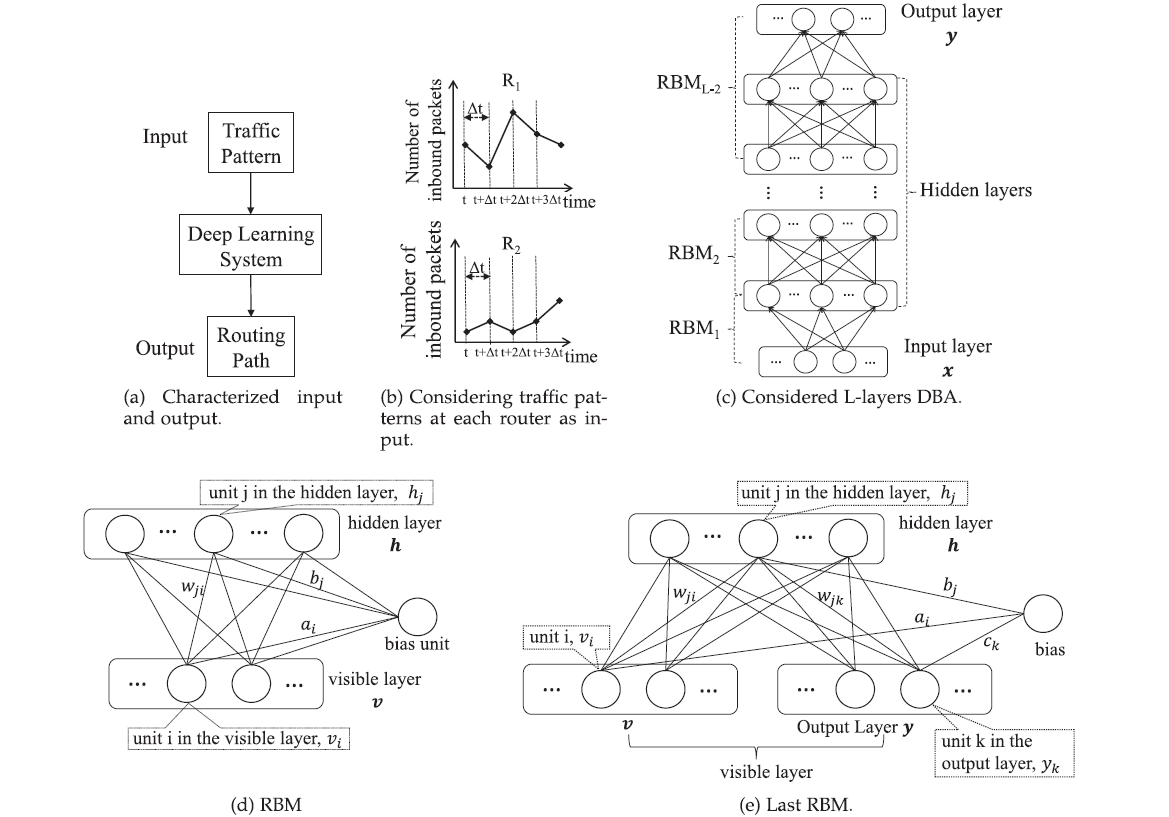 Input
Traffic
Pattern
Deep Learning
System
Output
Routing
Path
(a) Characterized input
and output.
Number of
inbound packets
R1
Δt
t t+Δt t+2Δt t+3Δt time
Number of
inbound packets
R2
Δt
t t+Δt t+2Δt t+3Δt time
(b) Considering traffic pat-
terns at each router as in-
put.
Output layer
y
RBML-2
Hidden layers
RBM2
RBM1
Input layer
x
(c) Considered L-layers DBA.
unit j in the hidden layer, hj
hidden layer
h
wji
bj
ai
bias unit
visible layer
v
unit i in the visible layer, vi
(d) RBM
unit j in the hidden layer, hj
hidden layer
h
wji
wjk
bj
ai
ck
bias
unit i, vi
v
Output Layer y
unit k in the
output layer, yk
visible layer
(e) Last RBM.